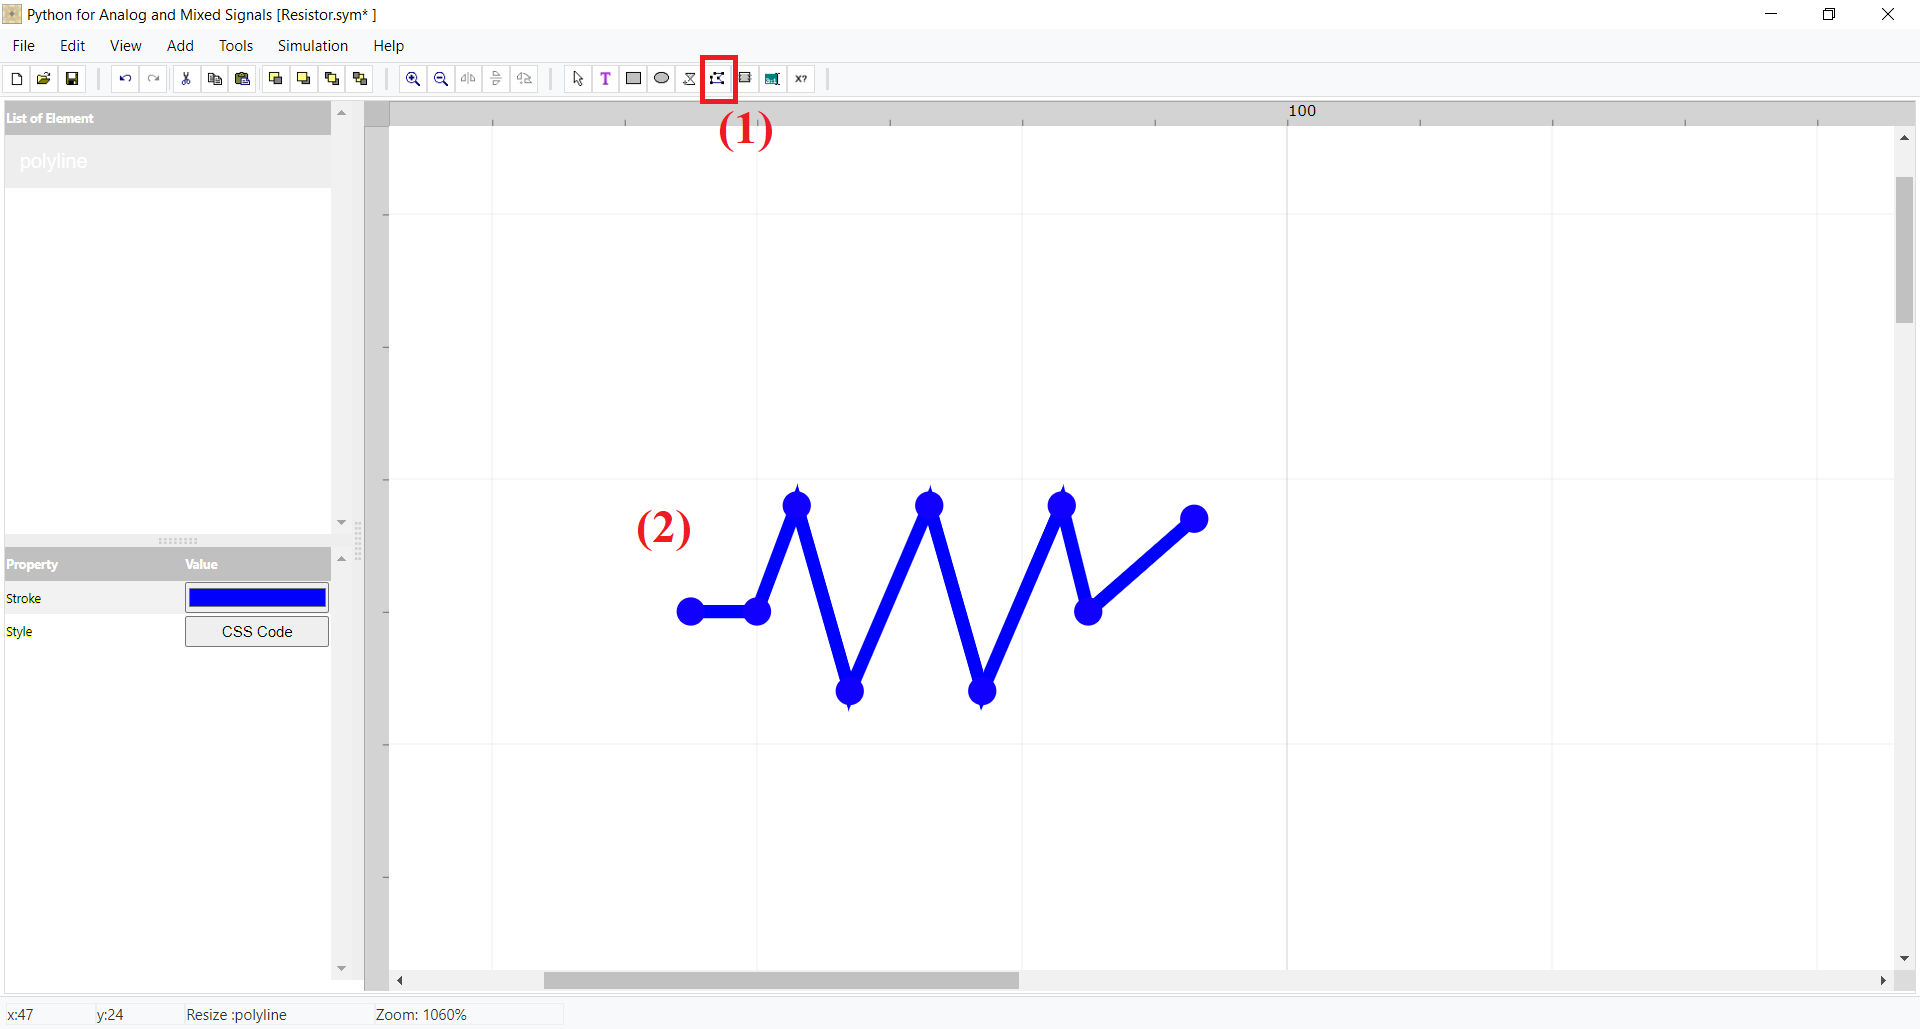 Python for Analog and Mixed Signals [Resistor.sym* ]
File Edit View Add Tools Simulation Help
T X?
(1)
100
List of Element
polyline
(2)
Property Value
Stroke
Style CSS Code
x:47 y:24 Resize :polyline Zoom: 1060%